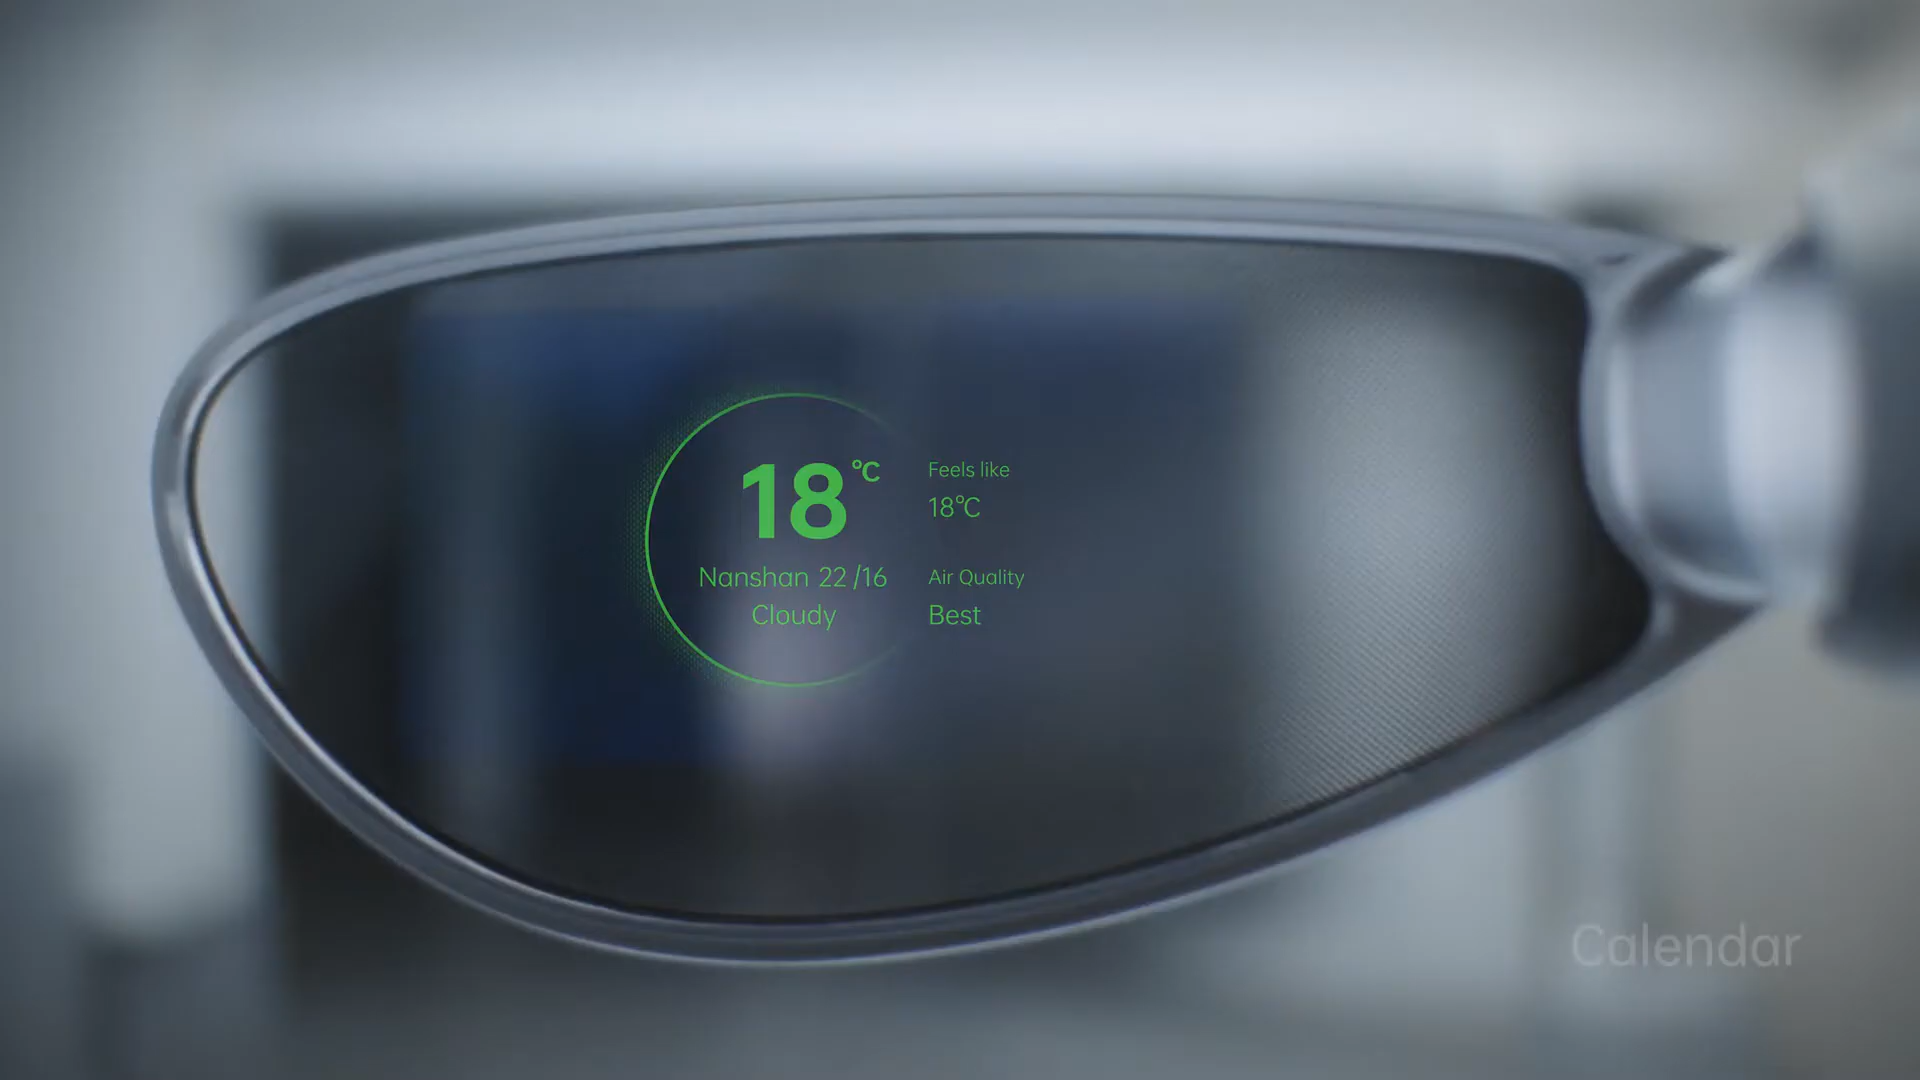 18℃
Nanshan 22/16
Cloudy
Feels like
18℃
Air Quality
Best
Calendar